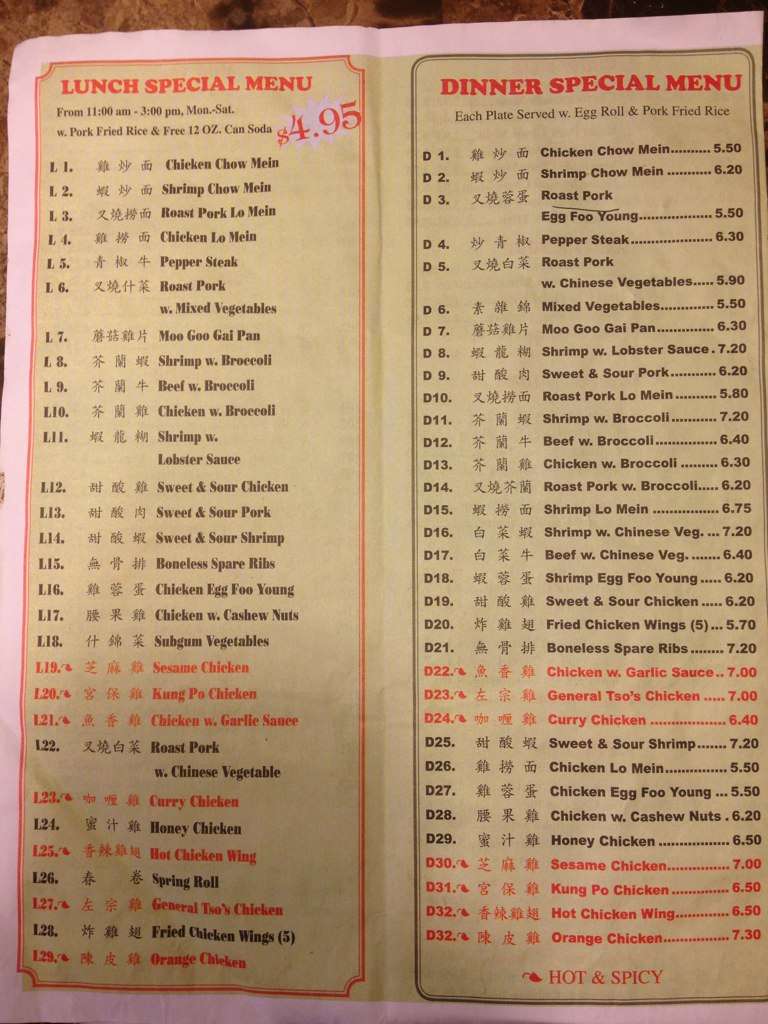 LUNCH SPECIAL MENU
From 11:00 am - 3:00 pm, Mon.-Sat.
w. Pork Fried Rice & Free 12 OZ. Can Soda $4.95
L 1. 雞 炒 面 Chicken Chow Mein
L 2. 蝦 炒 面 Shrimp Chow Mein
L 3. 叉燒撈面 Roast Pork Lo Mein
L 4. 雞 撈 面 Chicken Lo Mein
L 5. 青 椒 牛 Pepper Steak
L 6. 叉燒什菜 Roast Pork
w. Mixed Vegetables
L 7. 蘑菇雞片 Moo Goo Gai Pan
L 8. 芥 蘭 蝦 Shrimp w. Broccoli
L 9. 芥 蘭 牛 Beef w. Broccoli
L10. 芥 蘭 雞 Chicken w. Broccoli
L11. 蝦 龍 糊 Shrimp w.
Lobster Sauce
L12. 甜 酸 雞 Sweet & Sour Chicken
L13. 甜 酸 肉 Sweet & Sour Pork
L14. 甜 酸 蝦 Sweet & Sour Shrimp
L15. 無 骨 排 Boneless Spare Ribs
L16. 雞 蓉 蛋 Chicken Egg Foo Young
L17. 腰 果 雞 Chicken w. Cashew Nuts
L18. 什 錦 菜 Subgum Vegetables
L19. 芝 麻 雞 Sesame Chicken
L20. 宮 保 雞 Kung Po Chicken
L21. 魚 香 雞 Chicken w. Garlic Sauce
L22. 叉燒白菜 Roast Pork
w. Chinese Vegetable
L23. 咖 喱 雞 Curry Chicken
L24. 蜜 汁 雞 Honey Chicken
L25. 香辣雞翅 Hot Chicken Wing
L26. 春 卷 Spring Roll
L27. 左 宗 雞 General Tso's Chicken
L28. 炸 雞 翅 Fried Chicken Wings (5)
L29. 陳 皮 雞 Orange Chicken
DINNER SPECIAL MENU
Each Plate Served w. Egg Roll & Pork Fried Rice
D 1. 雞 炒 面 Chicken Chow Mein.......... 5.50
D 2. 蝦 炒 面 Shrimp Chow Mein ........... 6.20
D 3. 叉燒蓉蛋 Roast Pork
Egg Foo Young.................. 5.50
D 4. 炒 青 椒 Pepper Steak.................... 6.30
D 5. 叉燒白菜 Roast Pork
w. Chinese Vegetables..... 5.90
D 6. 素 雜 錦 Mixed Vegetables.............. 5.50
D 7. 蘑菇雞片 Moo Goo Gai Pan.............. 6.30
D 8. 蝦 龍 糊 Shrimp w. Lobster Sauce . 7.20
D 9. 甜 酸 肉 Sweet & Sour Pork........... 6.20
D10. 叉燒撈面 Roast Pork Lo Mein ......... 5.80
D11. 芥 蘭 蝦 Shrimp w. Broccoli............ 7.20
D12. 芥 蘭 牛 Beef w. Broccoli............... 6.40
D13. 芥 蘭 雞 Chicken w. Broccoli ......... 6.30
D14. 叉燒芥蘭 Roast Pork w. Broccoli..... 6.20
D15. 蝦 撈 面 Shrimp Lo Mein ................ 6.75
D16. 白 菜 蝦 Shrimp w. Chinese Veg. ... 7.20
D17. 白 菜 牛 Beef w. Chinese Veg. ....... 6.40
D18. 蝦 蓉 蛋 Shrimp Egg Foo Young ..... 6.20
D19. 甜 酸 雞 Sweet & Sour Chicken ..... 6.20
D20. 炸 雞 翅 Fried Chicken Wings (5) ... 5.70
D21. 無 骨 排 Boneless Spare Ribs ........ 7.20
D22. 魚 香 雞 Chicken w. Garlic Sauce .. 7.00
D23. 左 宗 雞 General Tso's Chicken ..... 7.00
D24. 咖 喱 雞 Curry Chicken .................. 6.40
D25. 甜 酸 蝦 Sweet & Sour Shrimp....... 7.20
D26. 雞 撈 面 Chicken Lo Mein............... 5.50
D27. 雞 蓉 蛋 Chicken Egg Foo Young ... 5.50
D28. 腰 果 雞 Chicken w. Cashew Nuts . 6.20
D29. 蜜 汁 雞 Honey Chicken ................ 6.50
D30. 芝 麻 雞 Sesame Chicken............... 7.00
D31. 宮 保 雞 Kung Po Chicken .............. 6.50
D32. 香辣雞翅 Hot Chicken Wing............. 6.50
D32. 陳 皮 雞 Orange Chicken................ 7.30
HOT & SPICY